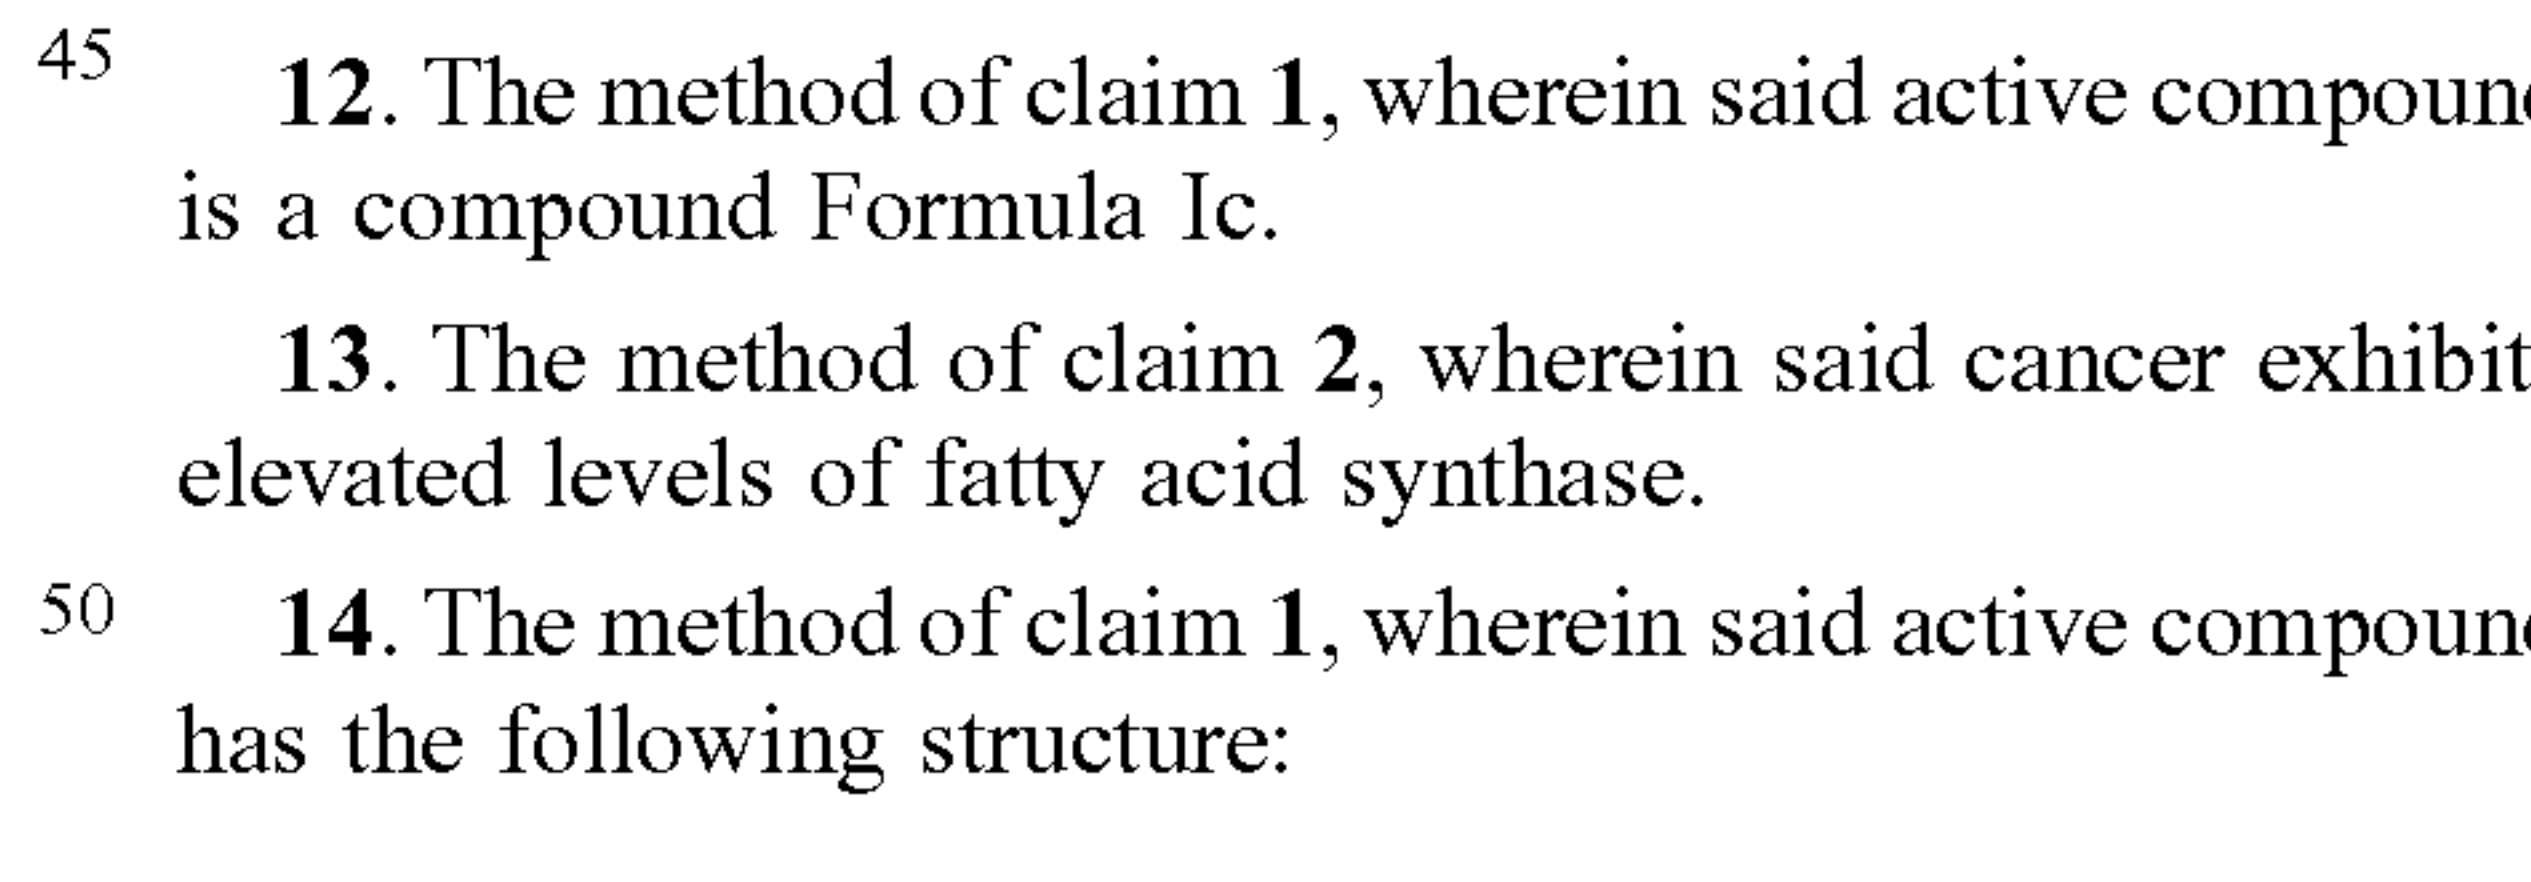 45 12. The method of claim 1, wherein said active compoun
is a compound Formula Ic.
13. The method of claim 2, wherein said cancer exhibit
elevated levels of fatty acid synthase.
50 14. The method of claim 1, wherein said active compoun
has the following structure: